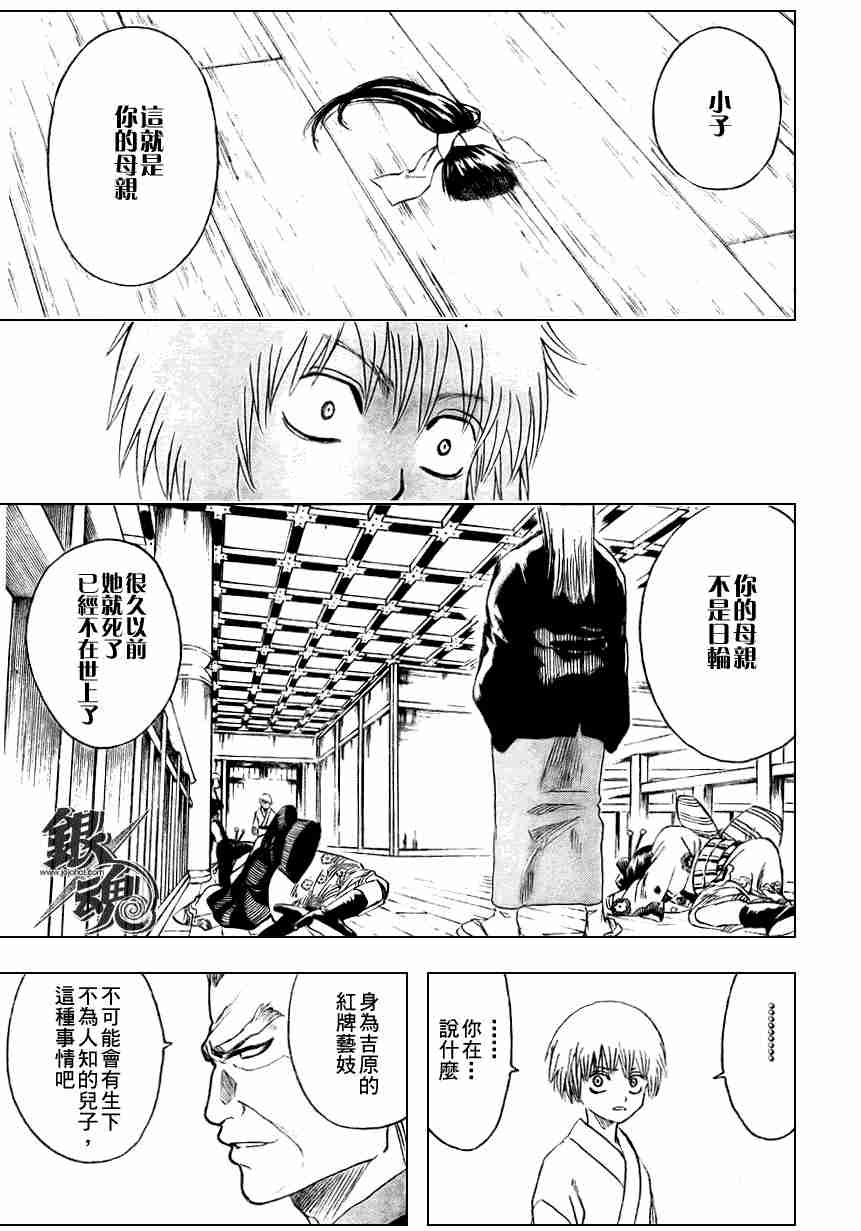 小子
這就是
你的母親
你的母親
不是日輪
很久以前
她就死了
已經不在世上了
銀魂
www.jojohot.com
…………
……
你在…
說什麼
身為吉原的
紅牌藝妓
不可能會有生下
不為人知的兒子，
這種事情吧